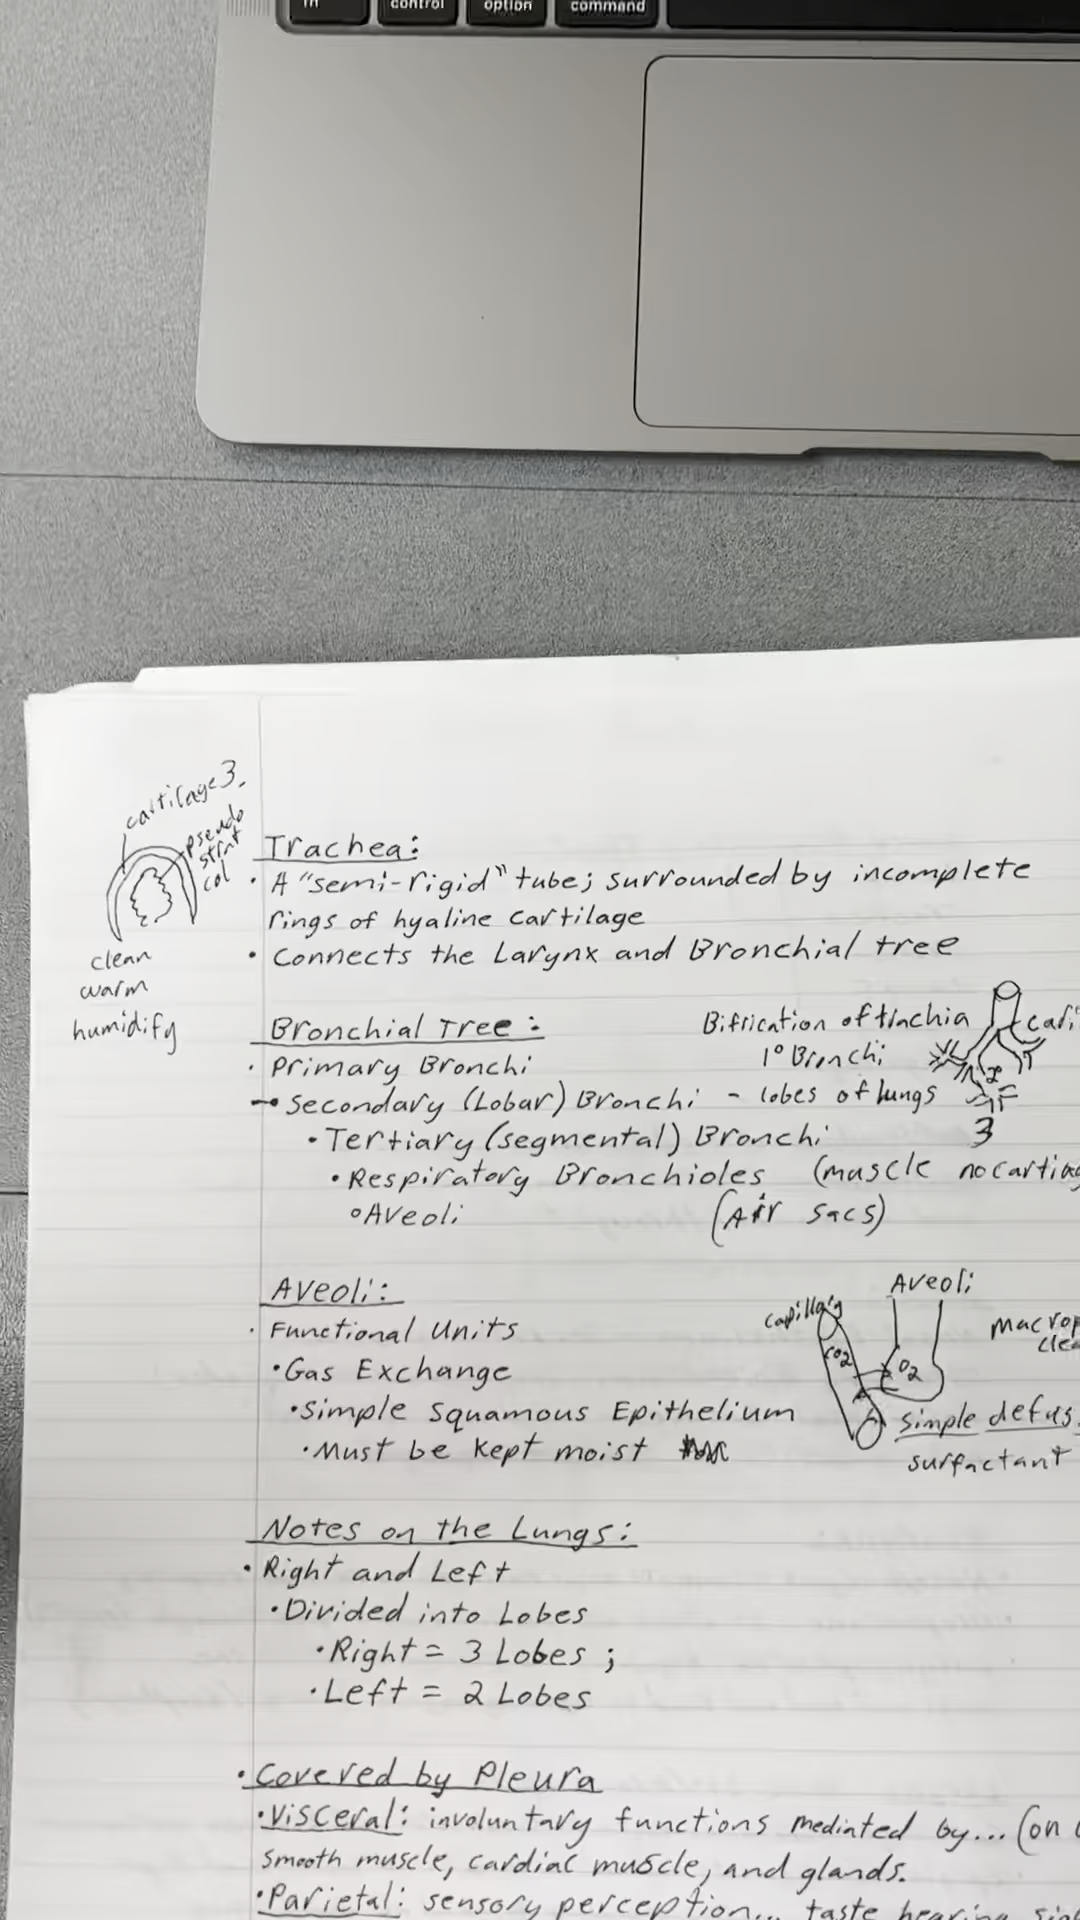 control option command
cartilage 3.
pseudo
strat
col
clean
warm
humidify
Trachea:
· A "semi-rigid" tube; surrounded by incomplete
rings of hyaline cartilage
· Connects the Larynx and Bronchial tree
Bronchial Tree:
Bifrication of trachia
1° Bronchi
2
3
· Primary Bronchi
→ Secondary (Lobar) Bronchi - lobes of lungs
· Tertiary (segmental) Bronchi
· Respiratory Bronchioles (muscle no cartiag
° Aveoli (Air sacs)
Aveoli:
Aveoli
capillary
CO2
O2
macrop
clea
simple defus.
surfactant
· Functional Units
· Gas Exchange
· Simple Squamous Epithelium
· Must be kept moist
Notes on the Lungs:
· Right and Left
· Divided into Lobes
· Right = 3 Lobes ;
· Left = 2 Lobes
· Covered by Pleura
· Visceral: involuntary functions mediated by... (on
smooth muscle, cardiac muscle, and glands.
· Parietal: sensory perception... taste hearing